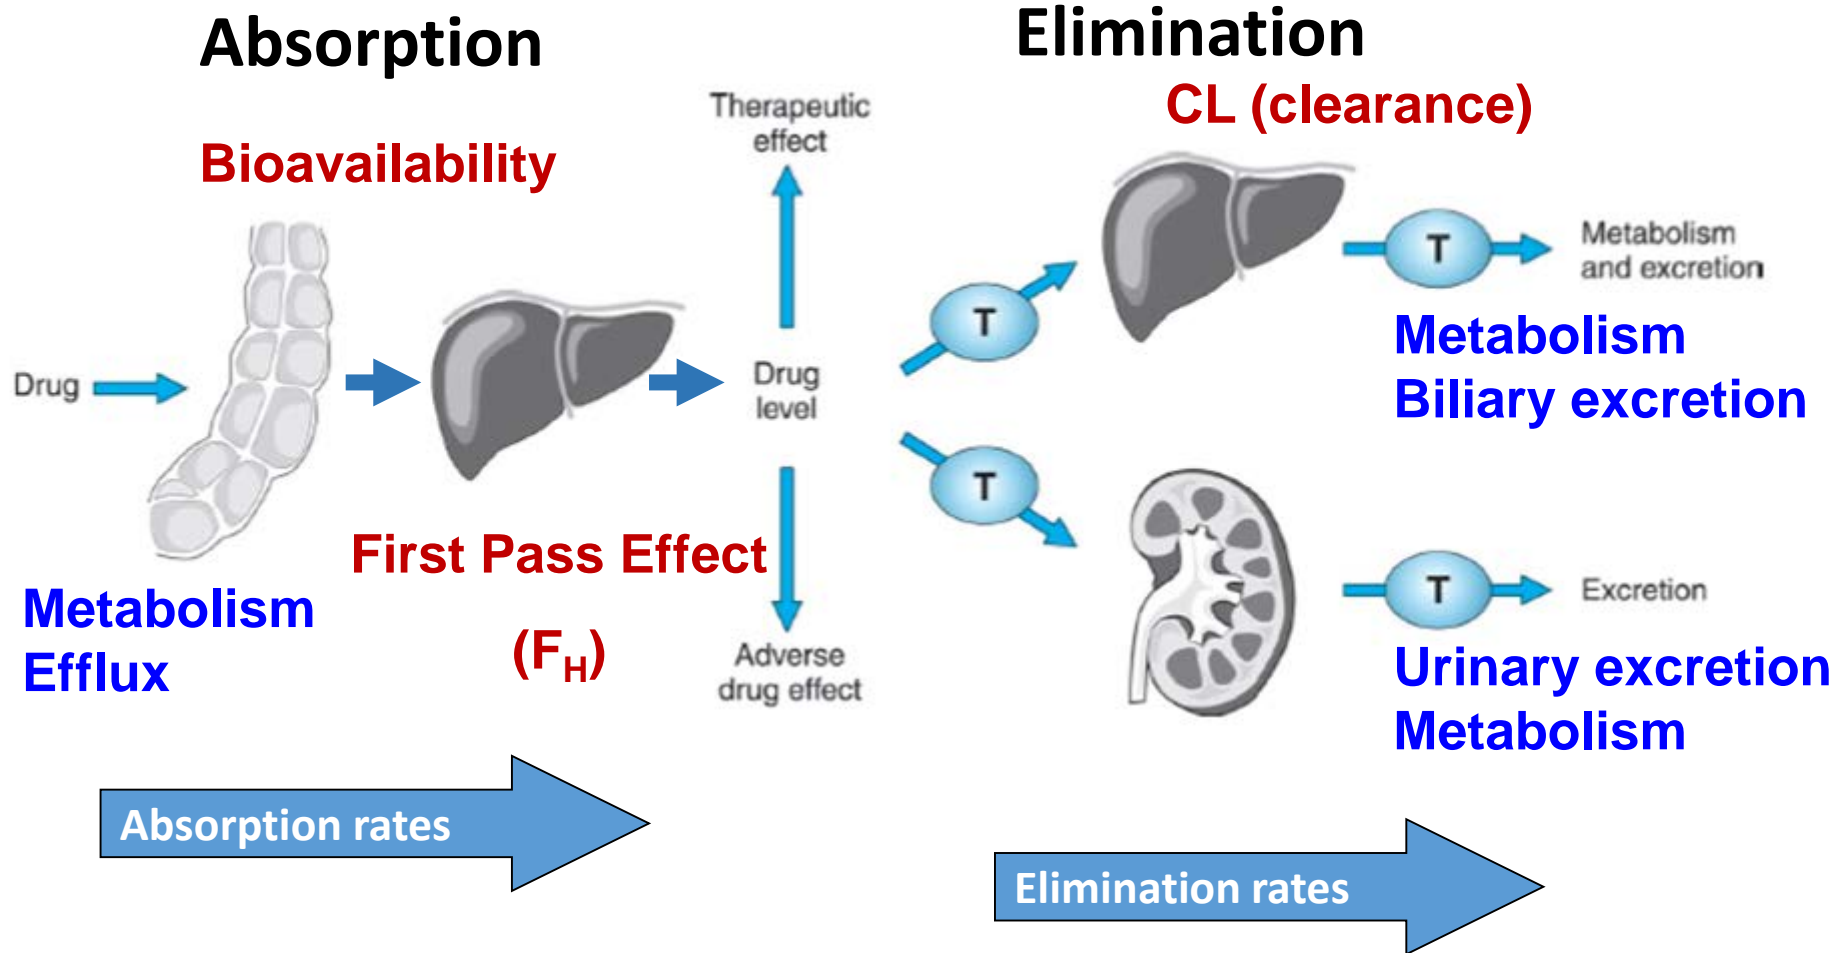 Absorption
Bioavailability
Drug
Metabolism
Efflux
First Pass Effect
(F_H)
Therapeutic
effect
Drug
level
Adverse
drug effect
Absorption rates
Elimination
CL (clearance)
T
T
Metabolism
and excretion
Metabolism
Biliary excretion
T
T
Excretion
Urinary excretion
Metabolism
Elimination rates